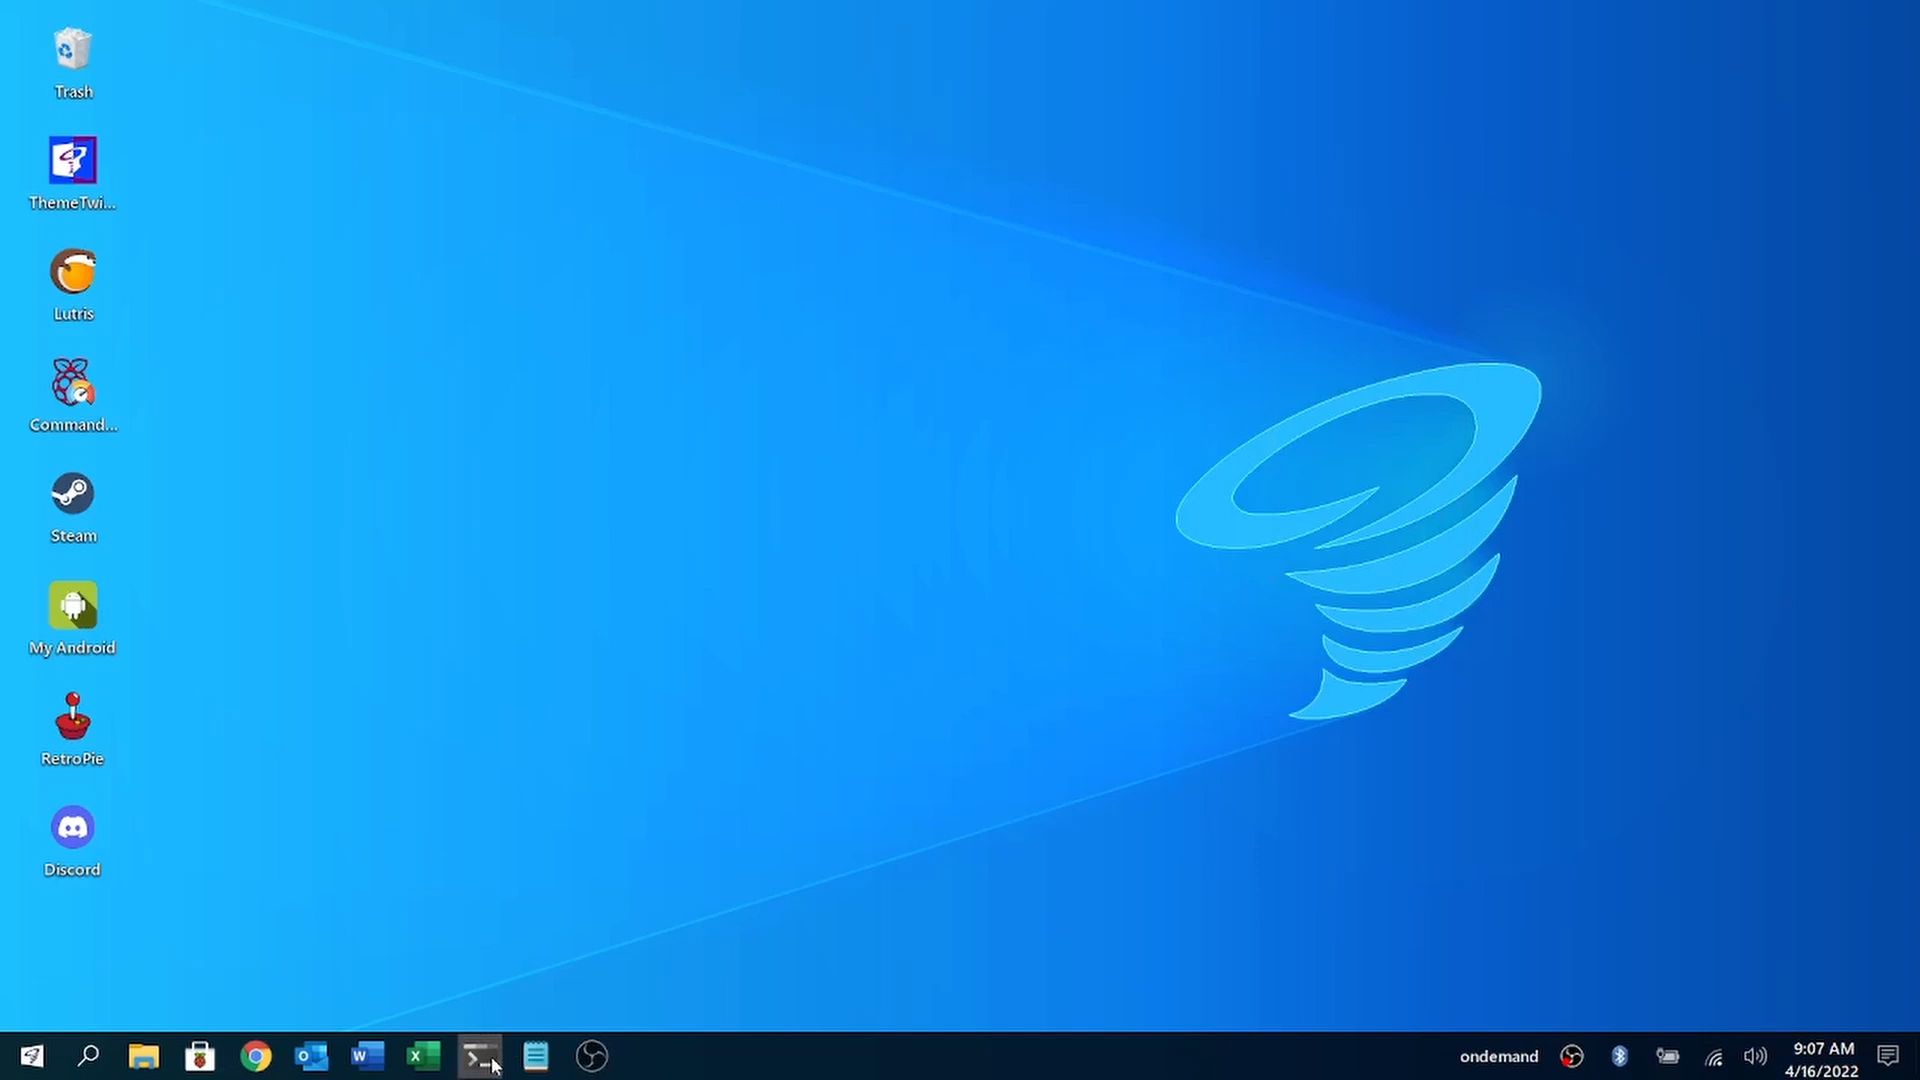 Trash
ThemeTwi...
Lutris
Command...
Steam
My Android
RetroPie
Discord
ondemand
9:07 AM
4/16/2022